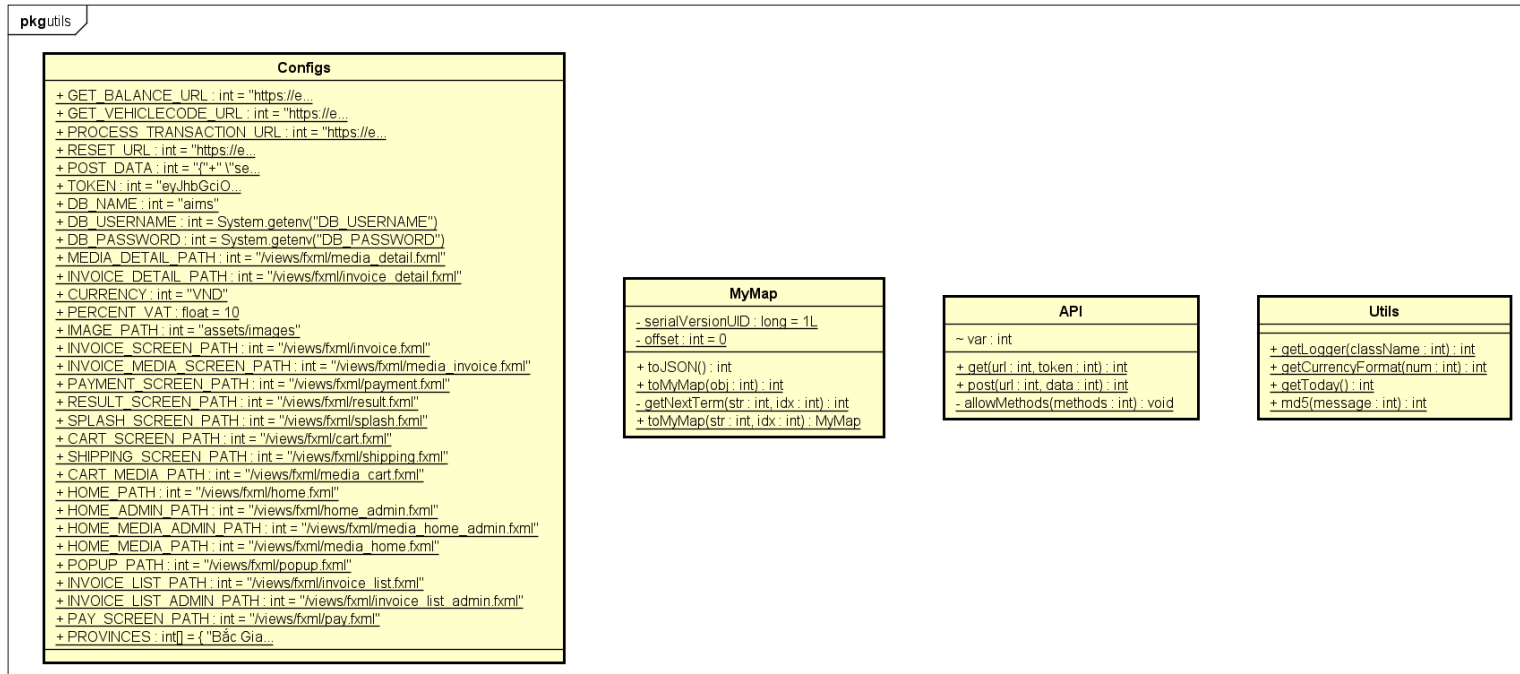 pkg utils
Configs
+ GET_BALANCE_URL : int = "https://e...
+ GET_VEHICLECODE_URL : int = "https://e...
+ PROCESS_TRANSACTION_URL : int = "https://e...
+ RESET_URL : int = "https://e...
+ POST_DATA : int = "{"+" \"se...
+ TOKEN : int = "eyJhbGciO...
+ DB_NAME : int = "aims"
+ DB_USERNAME : int = System.getenv("DB_USERNAME")
+ DB_PASSWORD : int = System.getenv("DB_PASSWORD")
+ MEDIA_DETAIL_PATH : int = "/views/fxml/media_detail.fxml"
+ INVOICE_DETAIL_PATH : int = "/views/fxml/invoice_detail.fxml"
+ CURRENCY : int = "VND"
+ PERCENT_VAT : float = 10
+ IMAGE_PATH : int = "assets/images"
+ INVOICE_SCREEN_PATH : int = "/views/fxml/invoice.fxml"
+ INVOICE_MEDIA_SCREEN_PATH : int = "/views/fxml/media_invoice.fxml"
+ PAYMENT_SCREEN_PATH : int = "/views/fxml/payment.fxml"
+ RESULT_SCREEN_PATH : int = "/views/fxml/result.fxml"
+ SPLASH_SCREEN_PATH : int = "/views/fxml/splash.fxml"
+ CART_SCREEN_PATH : int = "/views/fxml/cart.fxml"
+ SHIPPING_SCREEN_PATH : int = "/views/fxml/shipping.fxml"
+ CART_MEDIA_PATH : int = "/views/fxml/media_cart.fxml"
+ HOME_PATH : int = "/views/fxml/home.fxml"
+ HOME_ADMIN_PATH : int = "/views/fxml/home_admin.fxml"
+ HOME_MEDIA_ADMIN_PATH : int = "/views/fxml/media_home_admin.fxml"
+ HOME_MEDIA_PATH : int = "/views/fxml/media_home.fxml"
+ POPUP_PATH : int = "/views/fxml/popup.fxml"
+ INVOICE_LIST_PATH : int = "/views/fxml/invoice_list.fxml"
+ INVOICE_LIST_ADMIN_PATH : int = "/views/fxml/invoice_list_admin.fxml"
+ PAY_SCREEN_PATH : int = "/views/fxml/pay.fxml"
+ PROVINCES : int[] = { "Bắc Gia...
MyMap
- serialVersionUID : long = 1L
- offset : int = 0
+ toJSON() : int
+ toMyMap(obj : int) : int
- getNextTerm(str : int, idx : int) : int
+ toMyMap(str : int, idx : int) : MyMap
API
~ var : int
+ get(url : int, token : int) : int
+ post(url : int, data : int) : int
- allowMethods(methods : int) : void
Utils
+ getLogger(className : int) : int
+ getCurrencyFormat(num : int) : int
+ getToday() : int
+ md5(message : int) : int